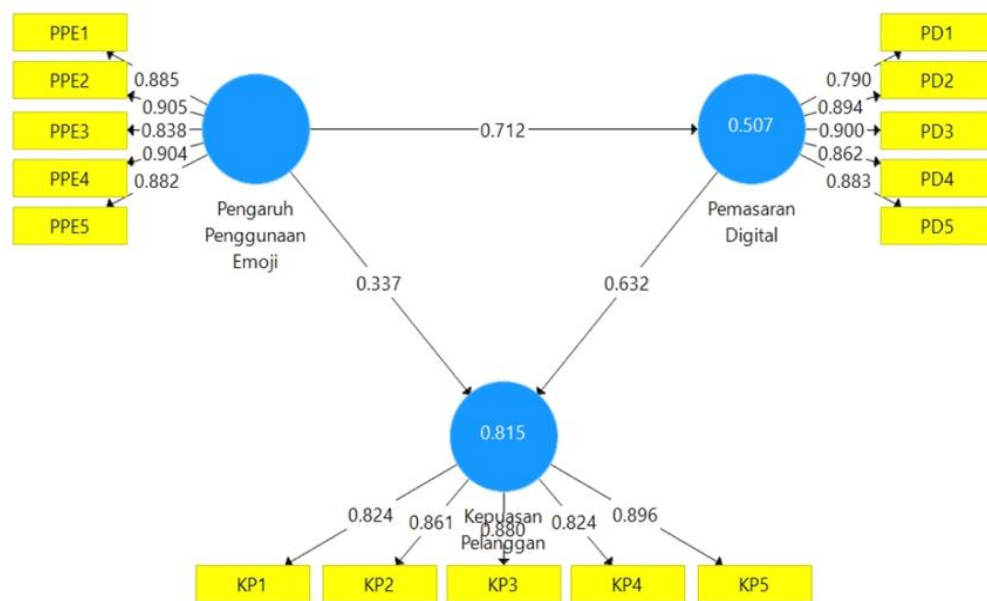 PPE1
PPE2
PPE3
PPE4
PPE5
0.885
0.905
0.838
0.904
0.882
Pengaruh
Penggunaan
Emoji
0.712
0.507
Pemasaran
Digital
0.790
0.894
0.900
0.862
0.883
PD1
PD2
PD3
PD4
PD5
0.337
0.632
0.815
Kepuasan
Pelanggan
0.824
0.861
0.880
0.824
0.896
KP1
KP2
KP3
KP4
KP5